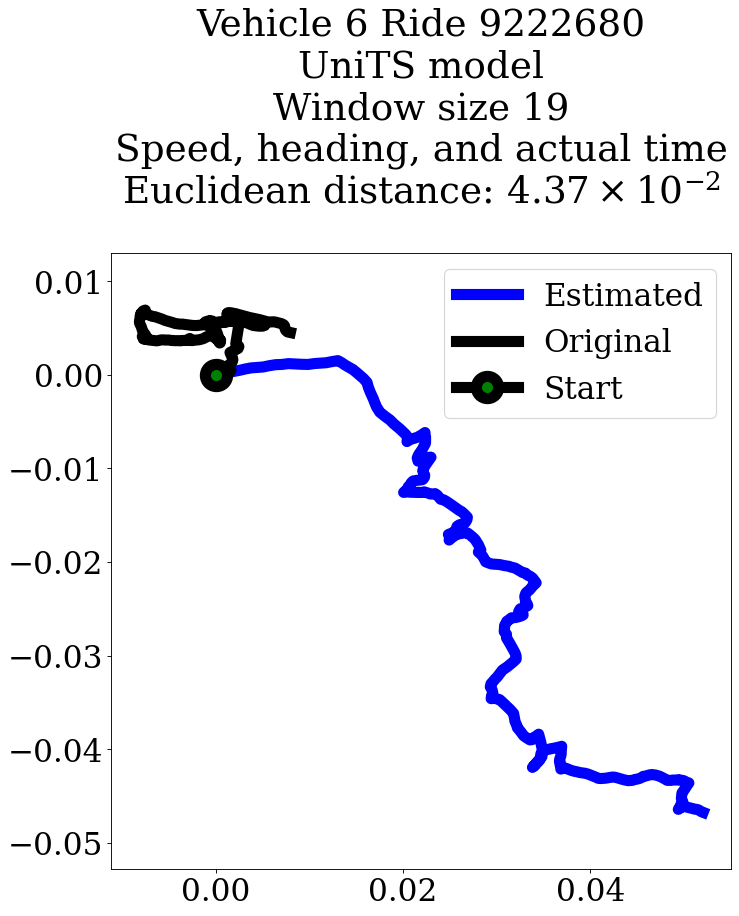 Vehicle 6 Ride 9222680
UniTS model
Window size 19
Speed, heading, and actual time
Euclidean distance: 4.37 × 10⁻²
Estimated
Original
Start
0.01
0.00
−0.01
−0.02
−0.03
−0.04
−0.05
0.00 0.02 0.04